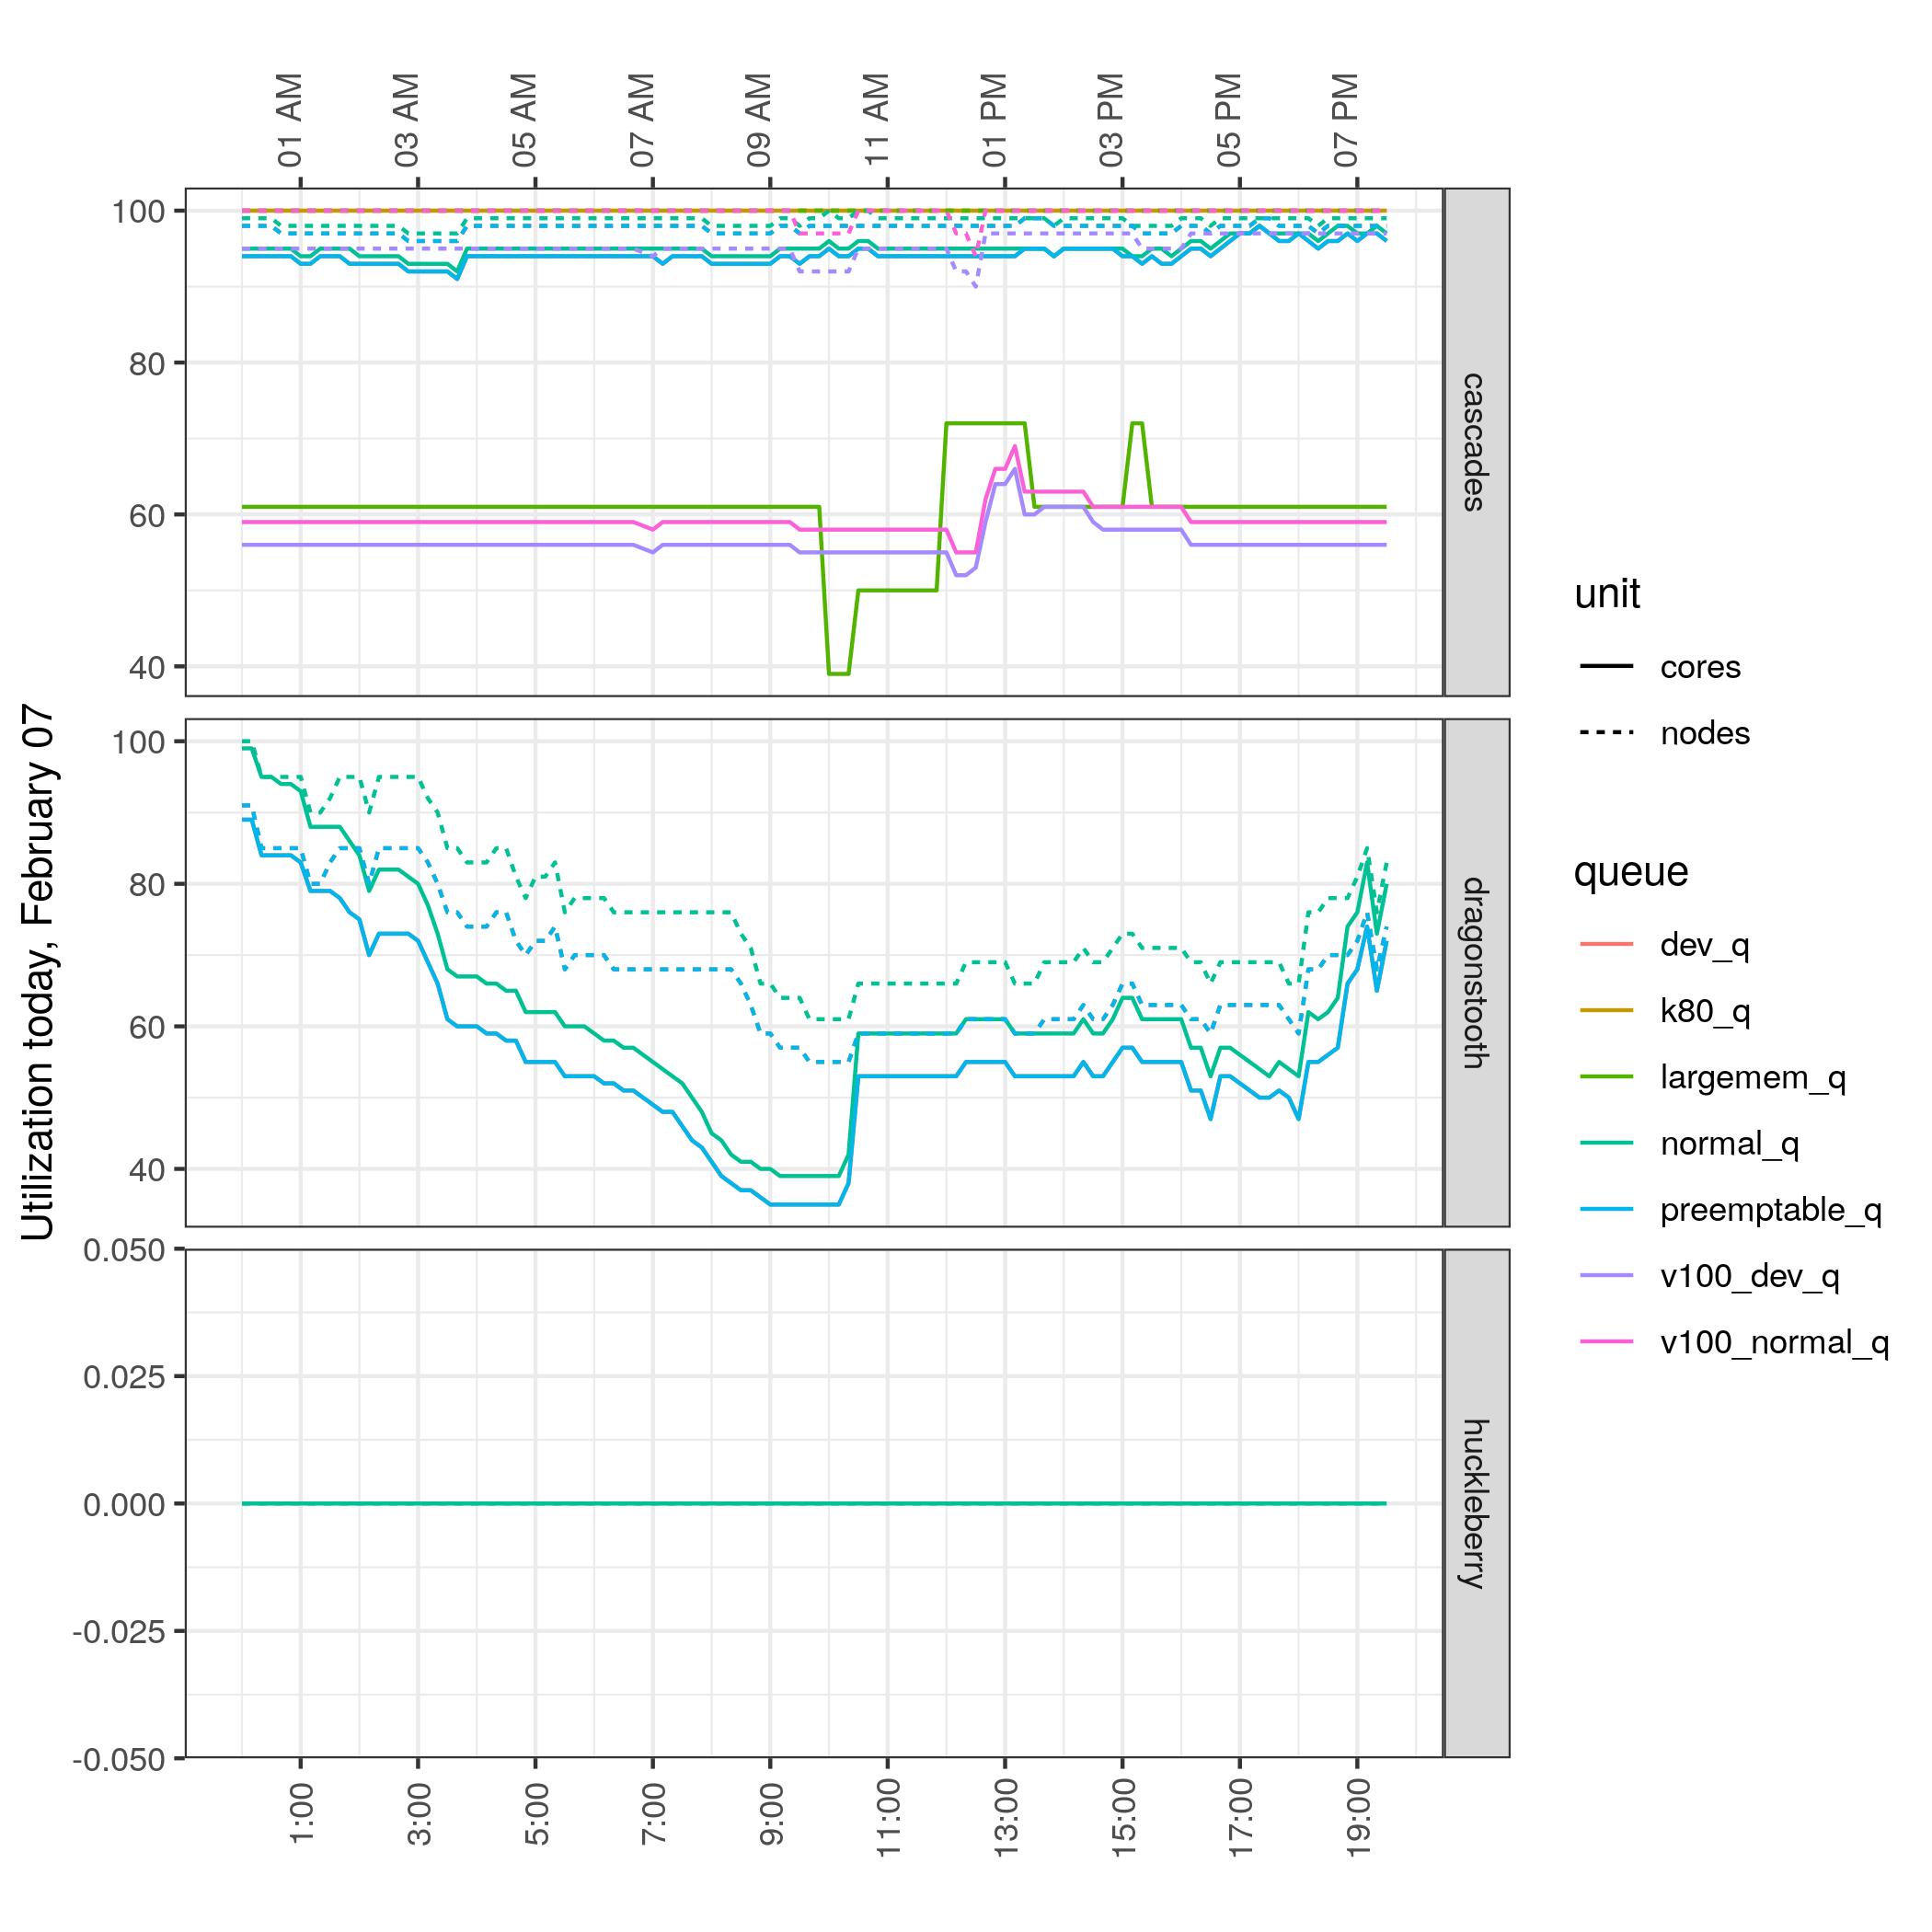 01 AM
03 AM
05 AM
07 AM
09 AM
11 AM
01 PM
03 PM
05 PM
07 PM
100
80
60
40
cascades
100
80
60
40
dragonstooth
0.050
0.025
0.000
-0.025
-0.050
huckleberry
1:00
3:00
5:00
7:00
9:00
11:00
13:00
15:00
17:00
19:00
Utilization today, February 07
unit
cores
nodes
queue
dev_q
k80_q
largemem_q
normal_q
preemptable_q
v100_dev_q
v100_normal_q